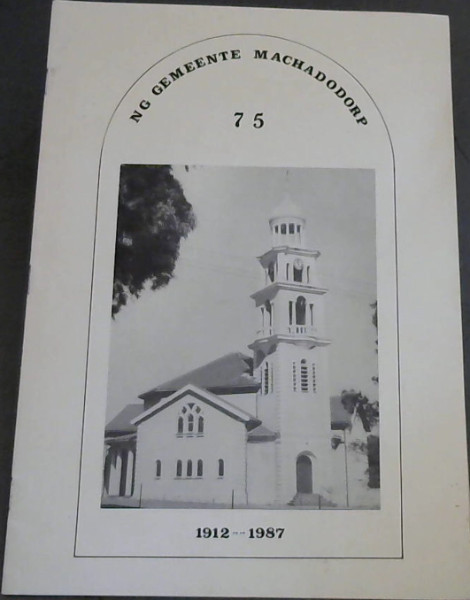 NG GEMEENTE MACHADODORP
75
1912 -- 1987